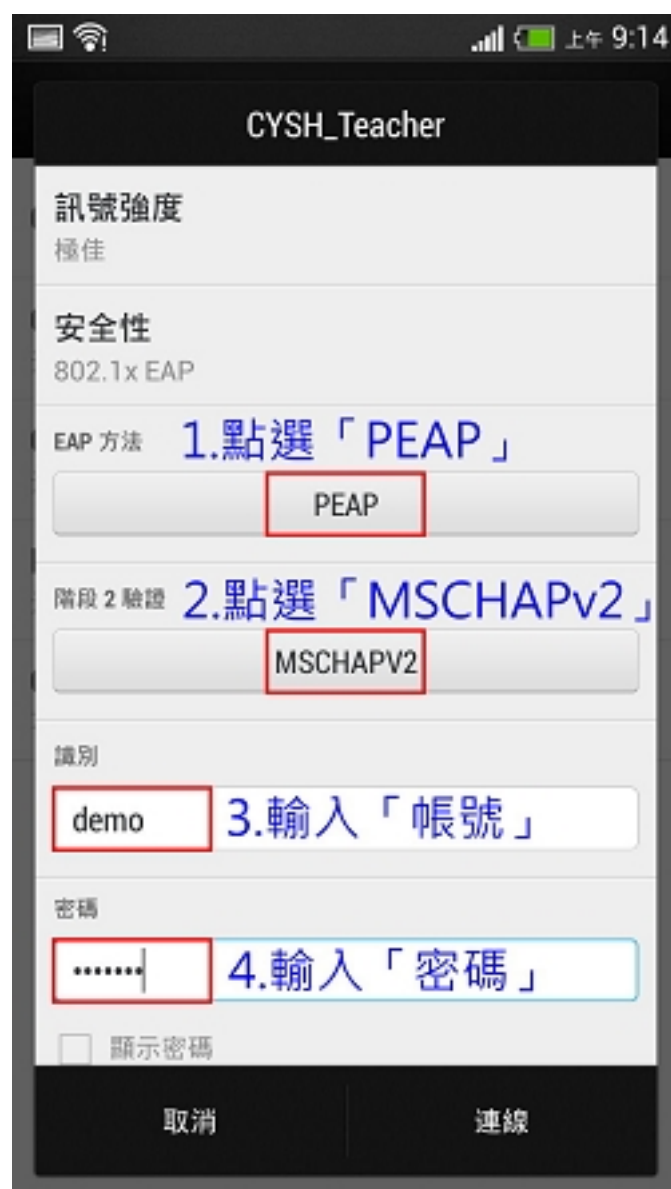 上午 9:14
CYSH_Teacher
訊號強度
極佳
安全性
802.1x EAP
EAP 方法 1.點選「PEAP」
PEAP
階段 2 驗證 2.點選「MSCHAPv2」
MSCHAPV2
識別
demo 3.輸入「帳號」
密碼
••••••• 4.輸入「密碼」
顯示密碼
取消 連線